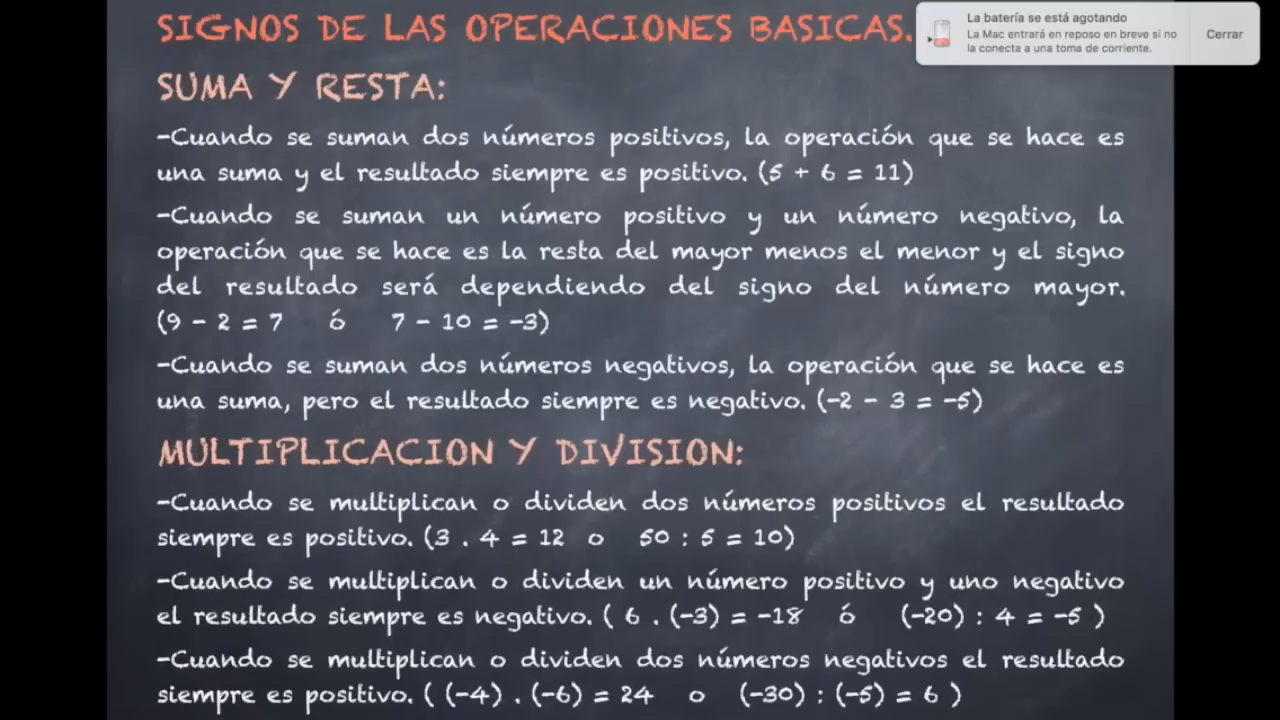 SIGNOS DE LAS OPERACIONES BASICAS.
La batería se está agotando
La Mac entrará en reposo en breve si no
la conecta a una toma de corriente.
Cerrar
SUMA Y RESTA:
-Cuando se suman dos números positivos, la operación que se hace es
una suma y el resultado siempre es positivo. (5 + 6 = 11)
-Cuando se suman un número positivo y un número negativo, la
operación que se hace es la resta del mayor menos el menor y el signo
del resultado será dependiendo del signo del número mayor.
(9 - 2 = 7 ó 7 - 10 = -3)
-Cuando se suman dos números negativos, la operación que se hace es
una suma, pero el resultado siempre es negativo. (-2 - 3 = -5)
MULTIPLICACION Y DIVISION:
-Cuando se multiplican o dividen dos números positivos el resultado
siempre es positivo. (3 . 4 = 12 o 50 : 5 = 10)
-Cuando se multiplican o dividen un número positivo y uno negativo
el resultado siempre es negativo. ( 6 . (-3) = -18 ó (-20) : 4 = -5 )
-Cuando se multiplican o dividen dos números negativos el resultado
siempre es positivo. ( (-4) . (-6) = 24 o (-30) : (-5) = 6 )